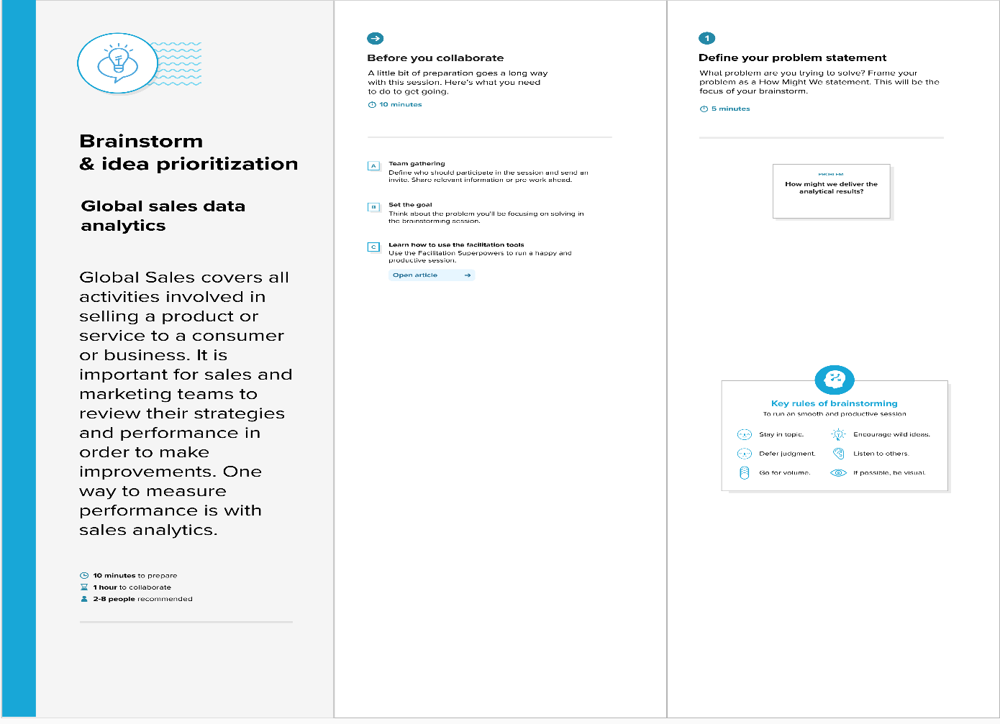 Brainstorm
& idea prioritization
Global sales data
analytics
Global Sales covers all
activities involved in
selling a product or
service to a consumer
or business. It is
important for sales and
marketing teams to
review their strategies
and performance in
order to make
improvements. One
way to measure
performance is with
sales analytics.
10 minutes to prepare
1 hour to collaborate
2-8 people recommended
Before you collaborate
A little bit of preparation goes a long way
with this session. Here's what you need
to do to get going.
10 minutes
A
Team gathering
Define who should participate in the session and send an
invite. Share relevant information or pre-work ahead.
B
Set the goal
Think about the problem you'll be focusing on solving in
the brainstorming session.
C
Learn how to use the facilitation tools
Use the Facilitation Superpowers to run a happy and
productive session.
Open article
1
Define your problem statement
What problem are you trying to solve? Frame your
problem as a How Might We statement. This will be the
focus of your brainstorm.
5 minutes
PROBLEM
How might we deliver the
analytical results?
Key rules of brainstorming
To run an smooth and productive session
Stay in topic.
Encourage wild ideas.
Defer judgment.
Listen to others.
Go for volume.
If possible, be visual.